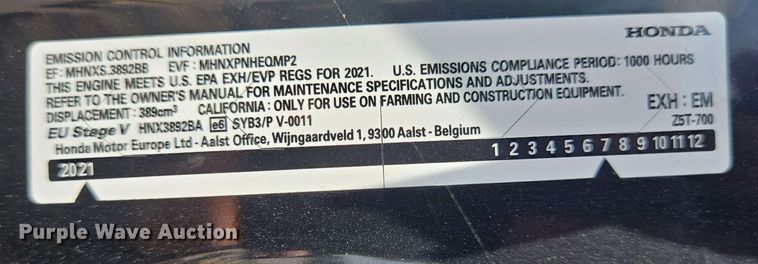 HONDA
EMISSION CONTROL INFORMATION
EF: MHNXS.3892BB EVF: MHNXPNHEQMP2
THIS ENGINE MEETS U.S. EPA EXH/EVP REGS FOR 2021. U.S. EMISSIONS COMPLIANCE PERIOD: 1000 HOURS
REFER TO THE OWNER'S MANUAL FOR MAINTENANCE SPECIFICATIONS AND ADJUSTMENTS.
DISPLACEMENT: 389cm³ CALIFORNIA: ONLY FOR USE ON FARMING AND CONSTRUCTION EQUIPMENT. EXH: EM
EU Stage V HNX3892BA e6 SYB3/P V-0011 Z5T-700
Honda Motor Europe Ltd - Aalst Office, Wijngaardveld 1, 9300 Aalst - Belgium
2021 1 2 3 4 5 6 7 8 9 10 11 12
Purple Wave Auction